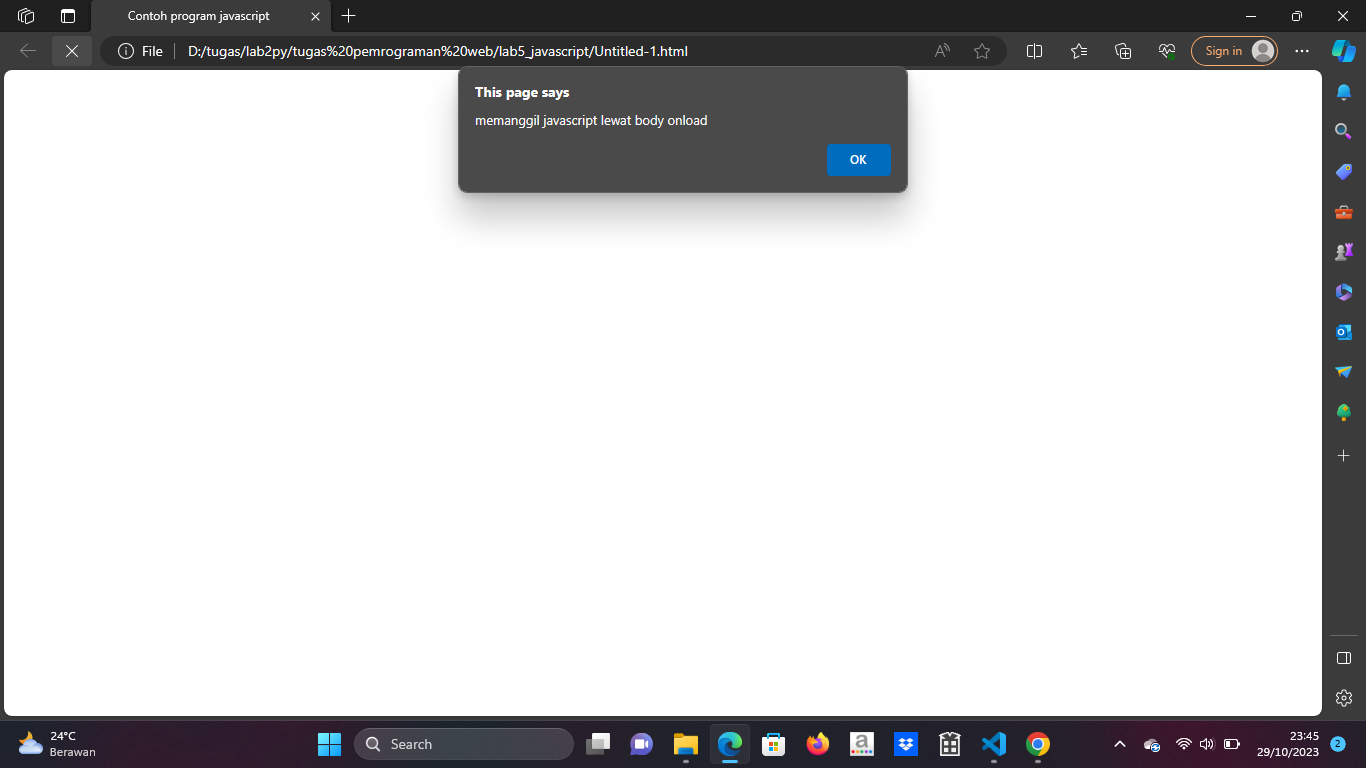 Contoh program javascript
File
D:/tugas/lab2py/tugas%20pemrograman%20web/lab5_javascript/Untitled-1.html
Sign in
This page says
memanggil javascript lewat body onload
OK
24°C
Berawan
Search
23:45
29/10/2023
2